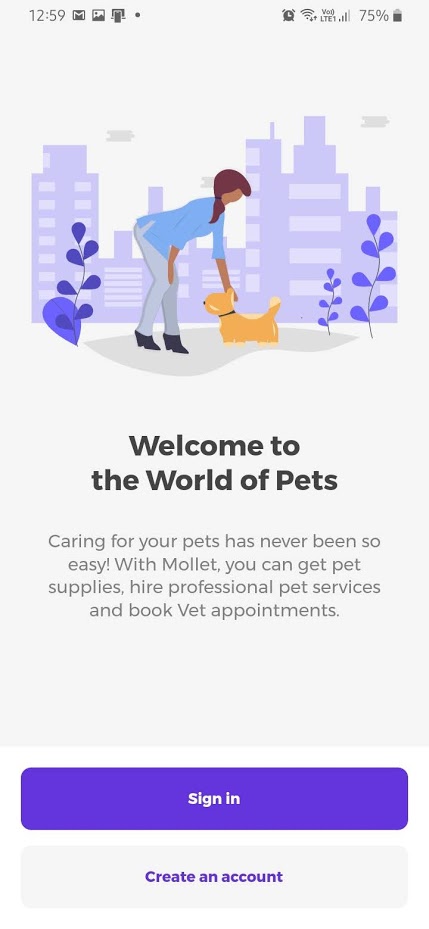 12:59 Vo)) LTE1 75%
Welcome to
the World of Pets
Caring for your pets has never been so
easy! With Mollet, you can get pet
supplies, hire professional pet services
and book Vet appointments.
Sign in
Create an account